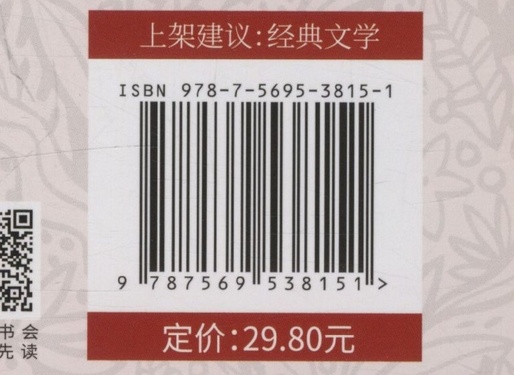 上架建议:经典文学
ISBN 978-7-5695-3815-1
9 787569 538151 >
书会
先读
定价:29.80元